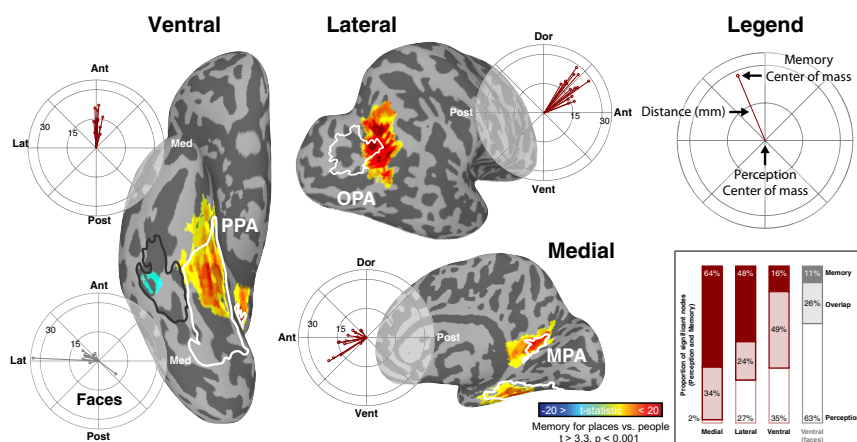 Ventral
Ant
30
15
Lat
Med
Post
PPA
30
15
Lat
Med
Faces
Post
Lateral
Dor
Post
15
30
Ant
Vent
OPA
Medial
Dor
Ant
30
15
Post
Vent
MPA
-20 > t-statistic < 20
Memory for places vs. people
t > 3.3, p < 0.001
Legend
Memory
Center of mass
Distance (mm)
Perception
Center of mass
Proportion of significant nodes
(Perception and Memory)
64% 48% 16% 11% Memory
26% Overlap
49%
24%
34%
2% 27% 35% 63% Perception
Medial Lateral Ventral Ventral
(faces)